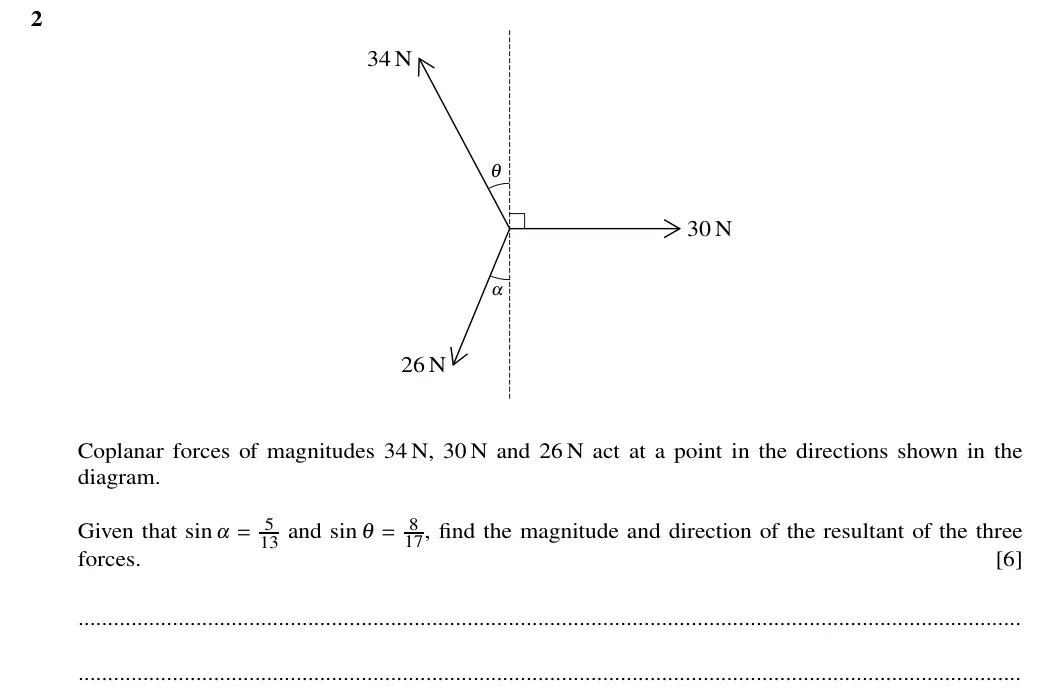 2
34 N
θ
30 N
α
26 N
Coplanar forces of magnitudes 34 N, 30 N and 26 N act at a point in the directions shown in the
diagram.
Given that sin α = 5/13 and sin θ = 8/17, find the magnitude and direction of the resultant of the three
forces. [6]